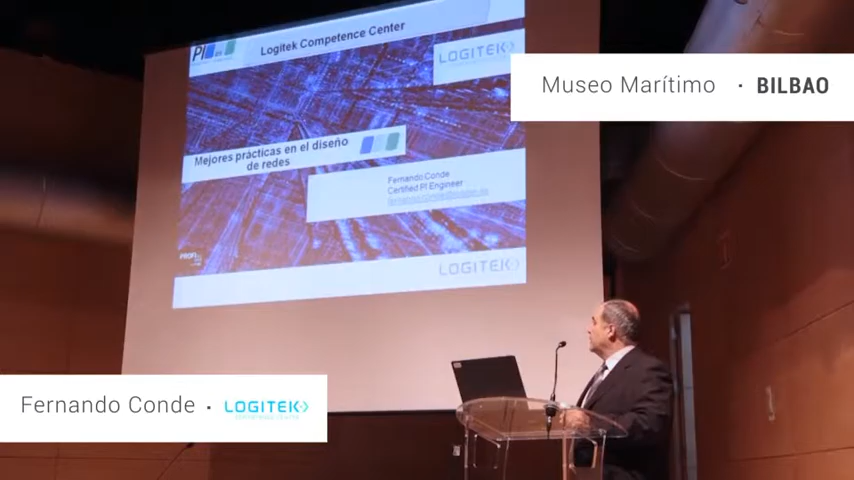 PI
Logitek Competence Center
LOGITEK
Museo Marítimo · BILBAO
Mejores prácticas en el diseño
de redes
Fernando Conde
Certified PI Engineer
LOGITEK
Fernando Conde · LOGITEK